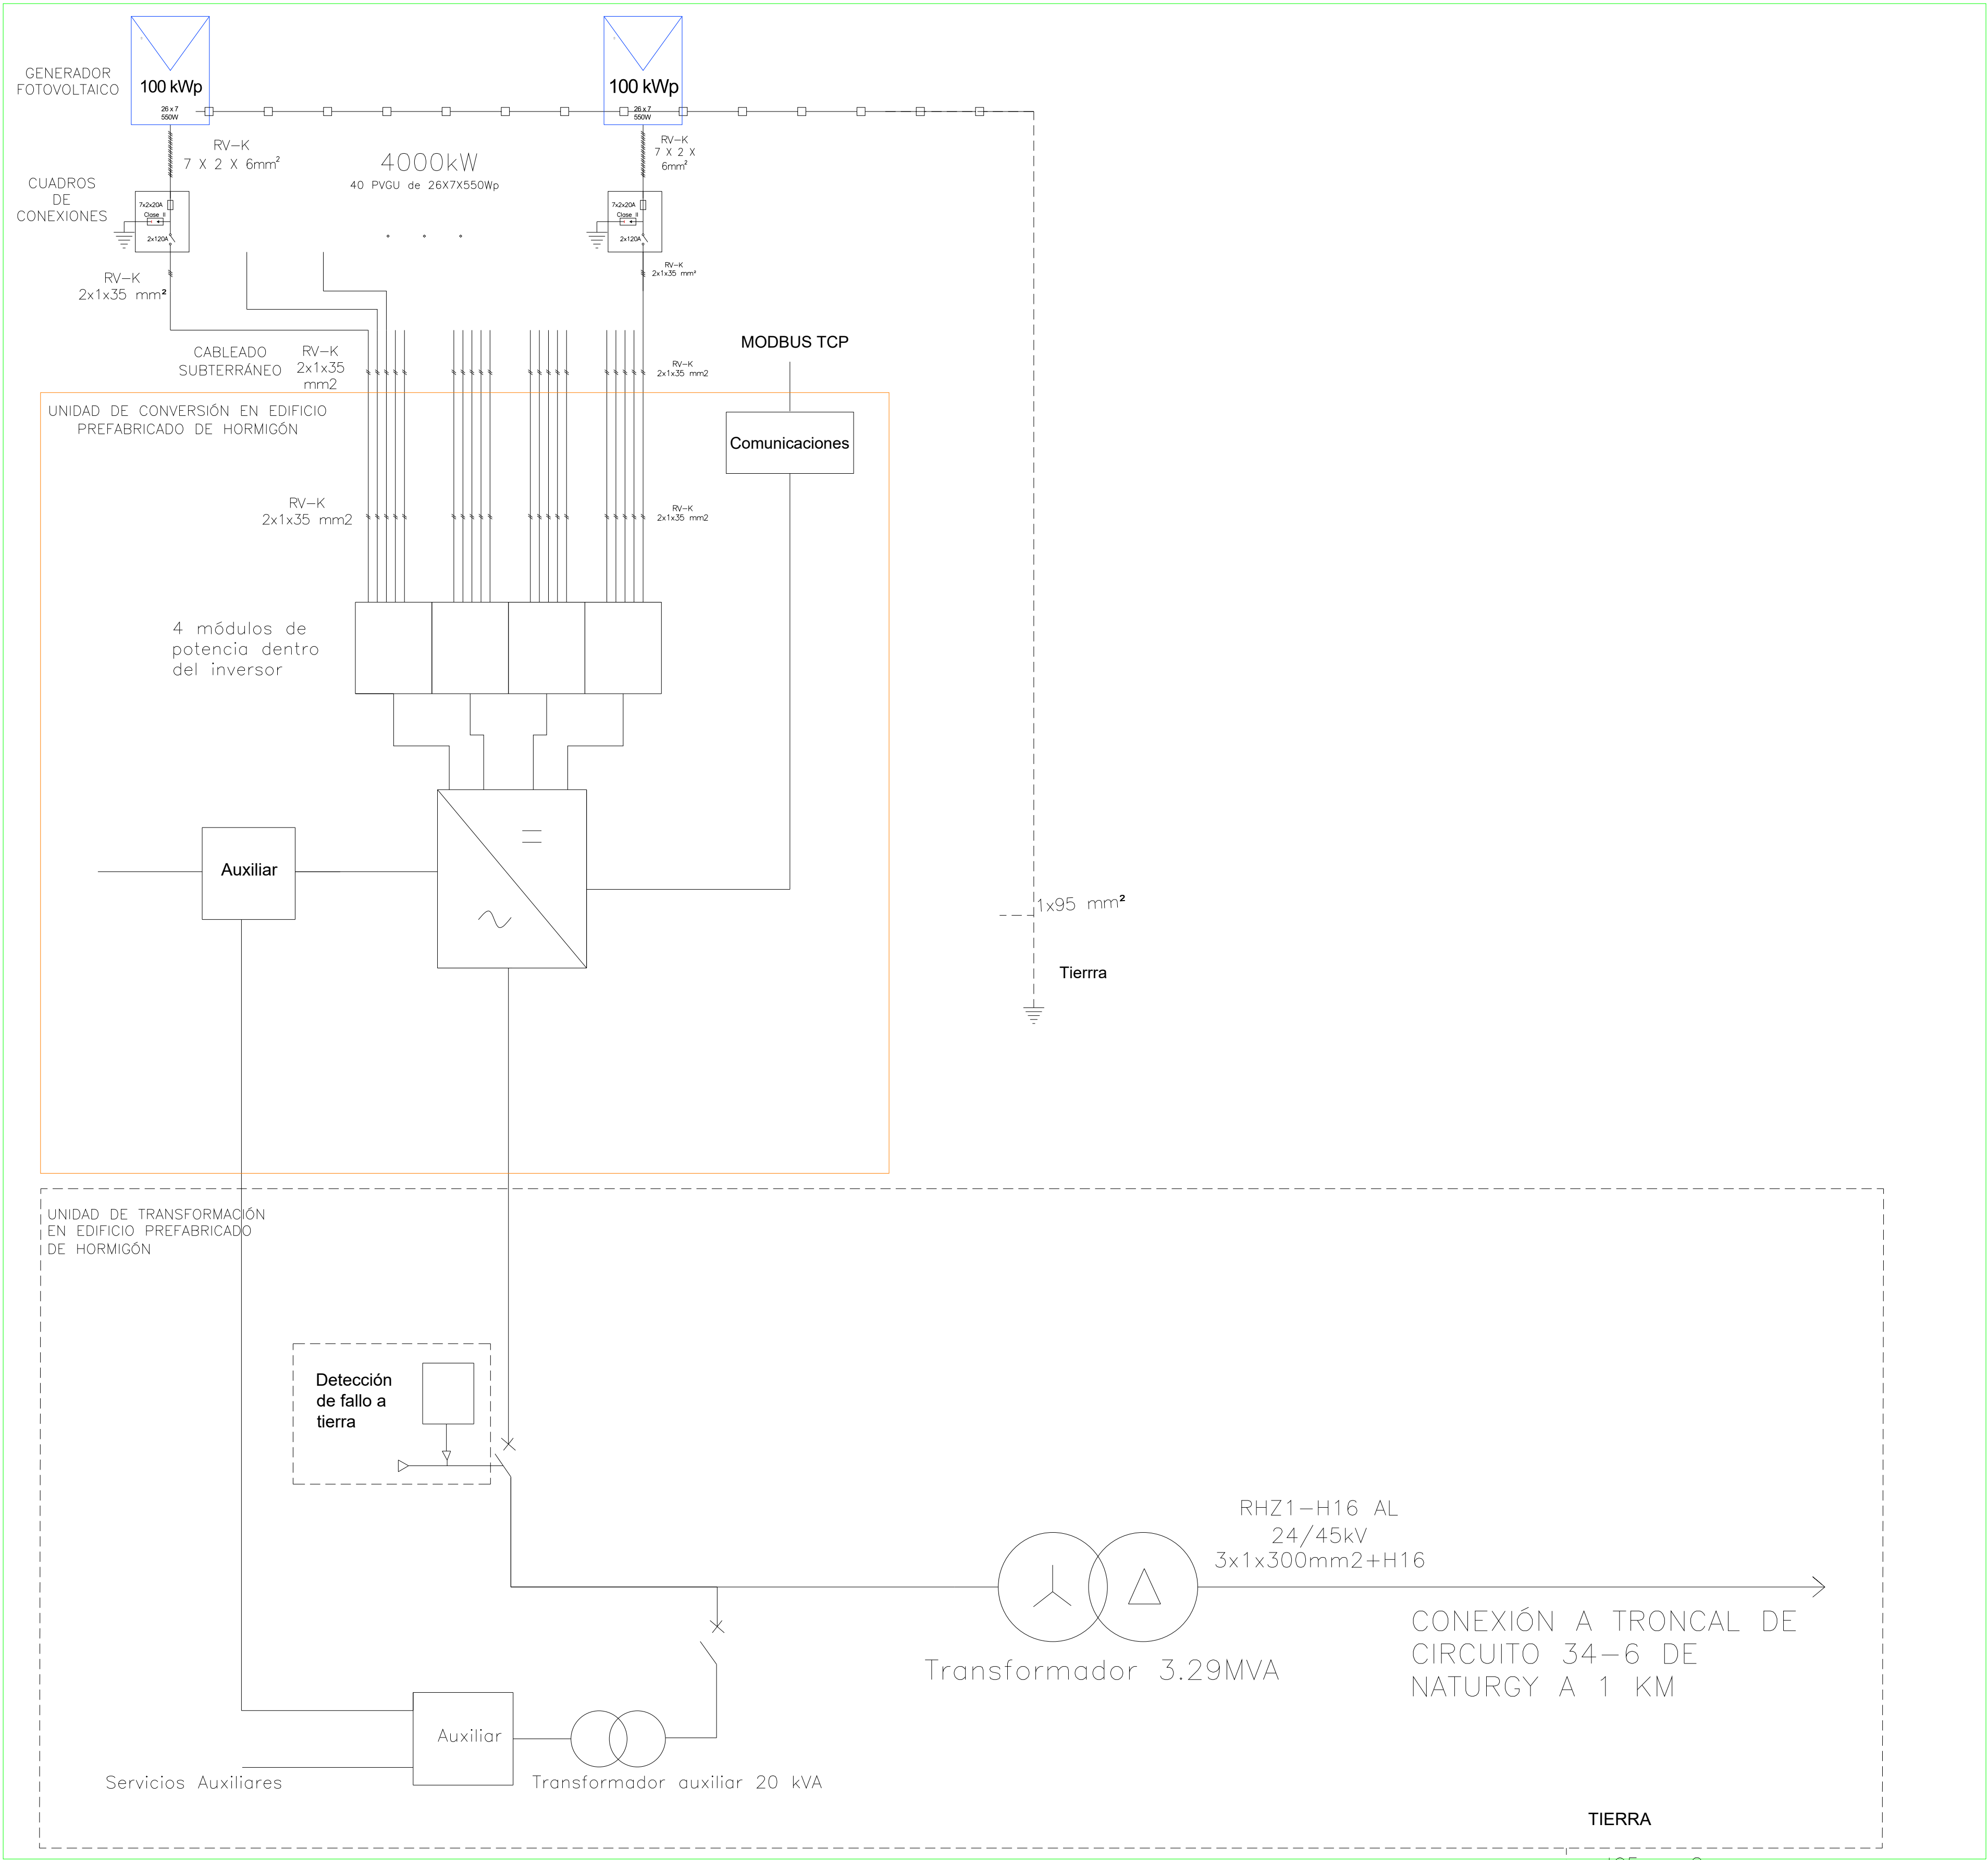 GENERADOR
FOTOVOLTAICO
100 kWp
26 x 7
550W
100 kWp
26 x 7
550W
RV-K
7 X 2 X 6mm²
4000kW
40 PVGU de 26X7X550Wp
RV-K
7 X 2 X
6mm²
CUADROS
DE
CONEXIONES
7x2x20A
Clase II
2x120A
7x2x20A
Clase II
2x120A
RV-K
2x1x35 mm²
RV-K
2x1x35 mm²
CABLEADO
SUBTERRÁNEO
RV-K
2x1x35
mm2
RV-K
2x1x35 mm2
MODBUS TCP
UNIDAD DE CONVERSIÓN EN EDIFICIO
PREFABRICADO DE HORMIGÓN
Comunicaciones
RV-K
2x1x35 mm2
RV-K
2x1x35 mm2
4 módulos de
potencia dentro
del inversor
Auxiliar
1x95 mm²
Tierrra
UNIDAD DE TRANSFORMACIÓN
EN EDIFICIO PREFABRICADO
DE HORMIGÓN
Detección
de fallo a
tierra
RHZ1-H16 AL
24/45kV
3x1x300mm2+H16
Transformador 3.29MVA
CONEXIÓN A TRONCAL DE
CIRCUITO 34-6 DE
NATURGY A 1 KM
Auxiliar
Servicios Auxiliares
Transformador auxiliar 20 kVA
TIERRA